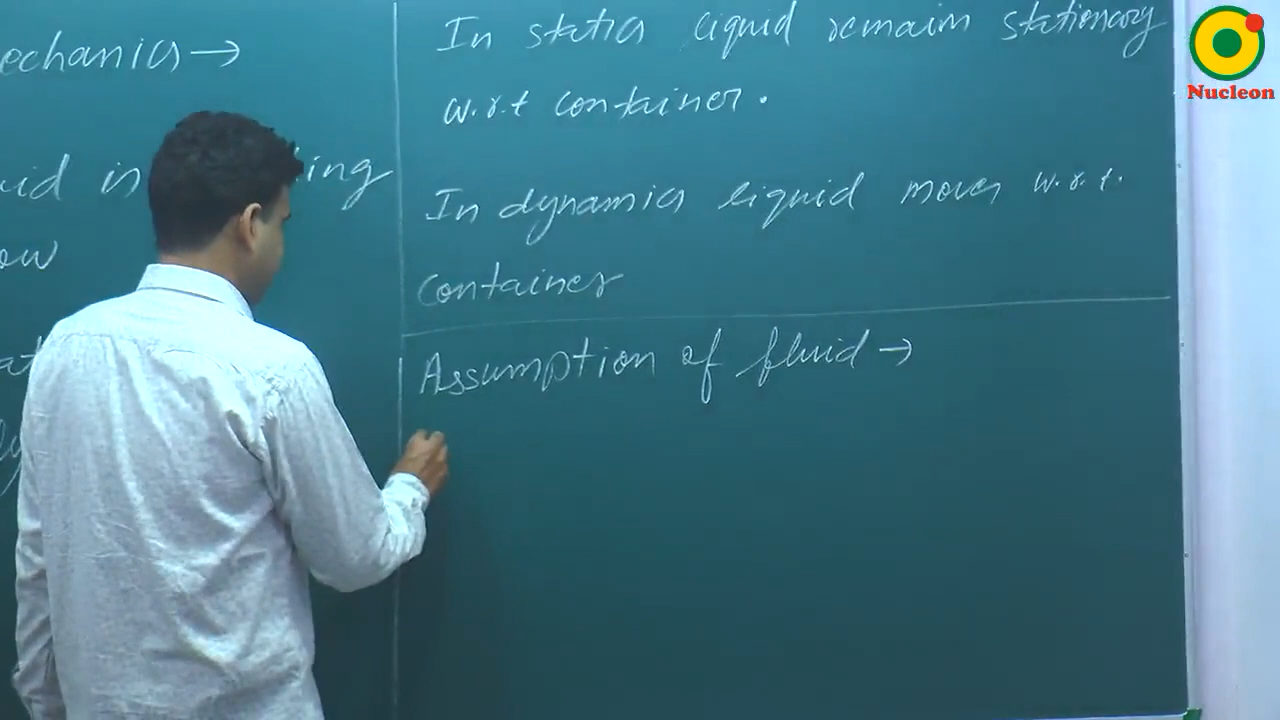 echanics →
uid in ing
ow
In statics liquid remain stationary
w.r.t container.
In dynamics liquid moves w.r.t.
container
Assumption of fluid →
Nucleon